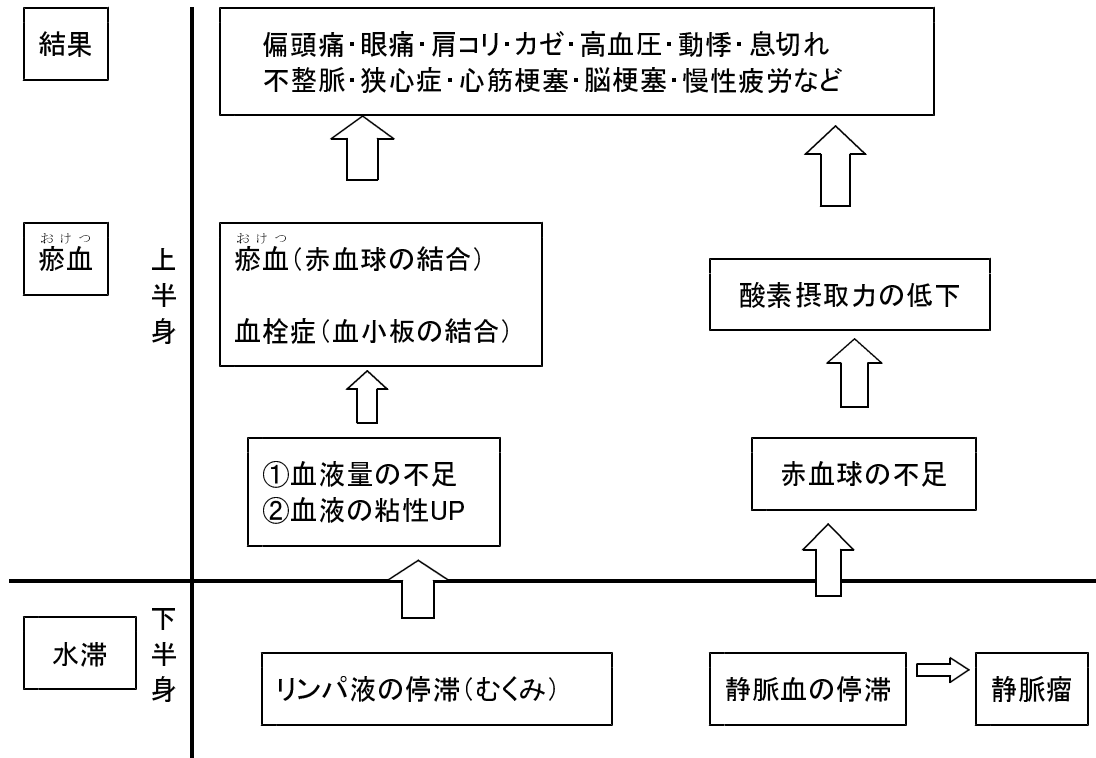 結果
偏頭痛・眼痛・肩コリ・カゼ・高血圧・動悸・息切れ
不整脈・狭心症・心筋梗塞・脳梗塞・慢性疲労など
おけつ
瘀血
上半身
おけつ
瘀血(赤血球の結合)
血栓症(血小板の結合)
酸素摂取力の低下
①血液量の不足
②血液の粘性UP
赤血球の不足
水滞
下半身
リンパ液の停滞(むくみ)
静脈血の停滞
静脈瘤